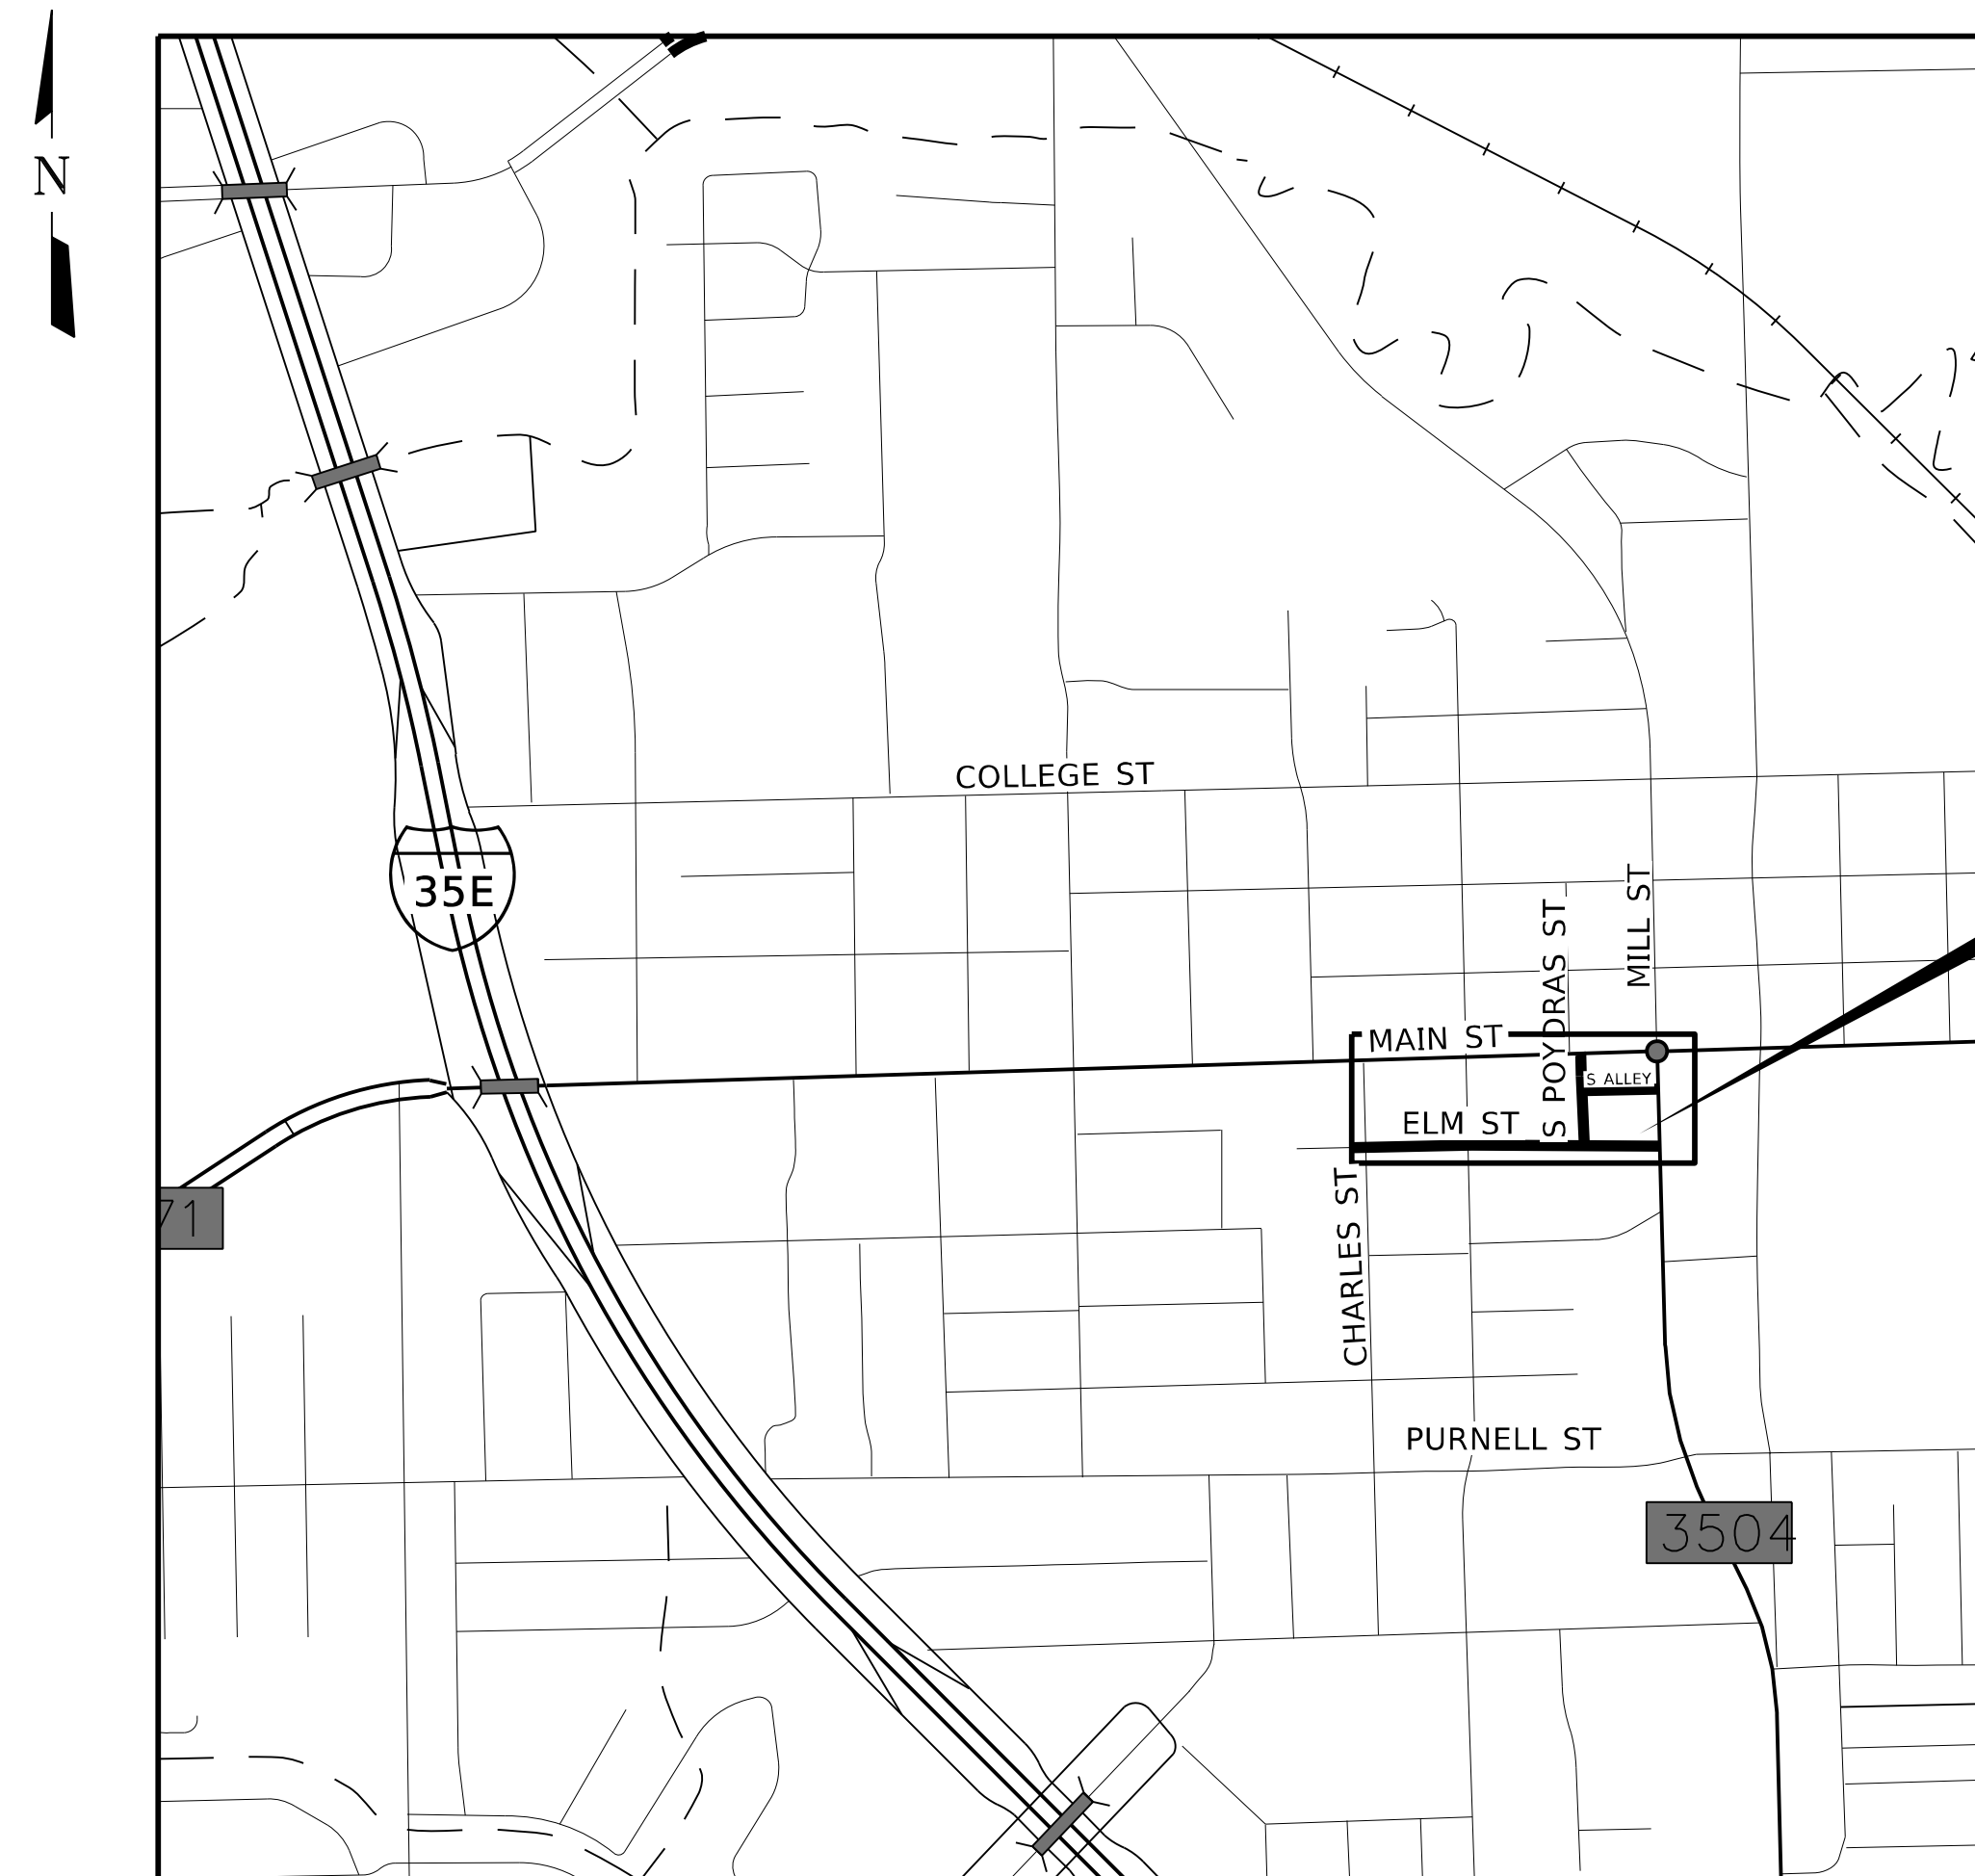 N
COLLEGE ST
35E
MILL ST
S POYDRAS ST
MAIN ST
S ALLEY
ELM ST
CHARLES ST
71
PURNELL ST
3504